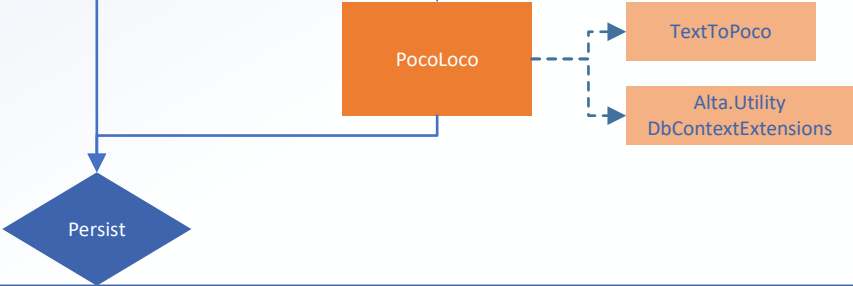 TextToPoco
PocoLoco
Alta.Utility
DbContextExtensions
Persist